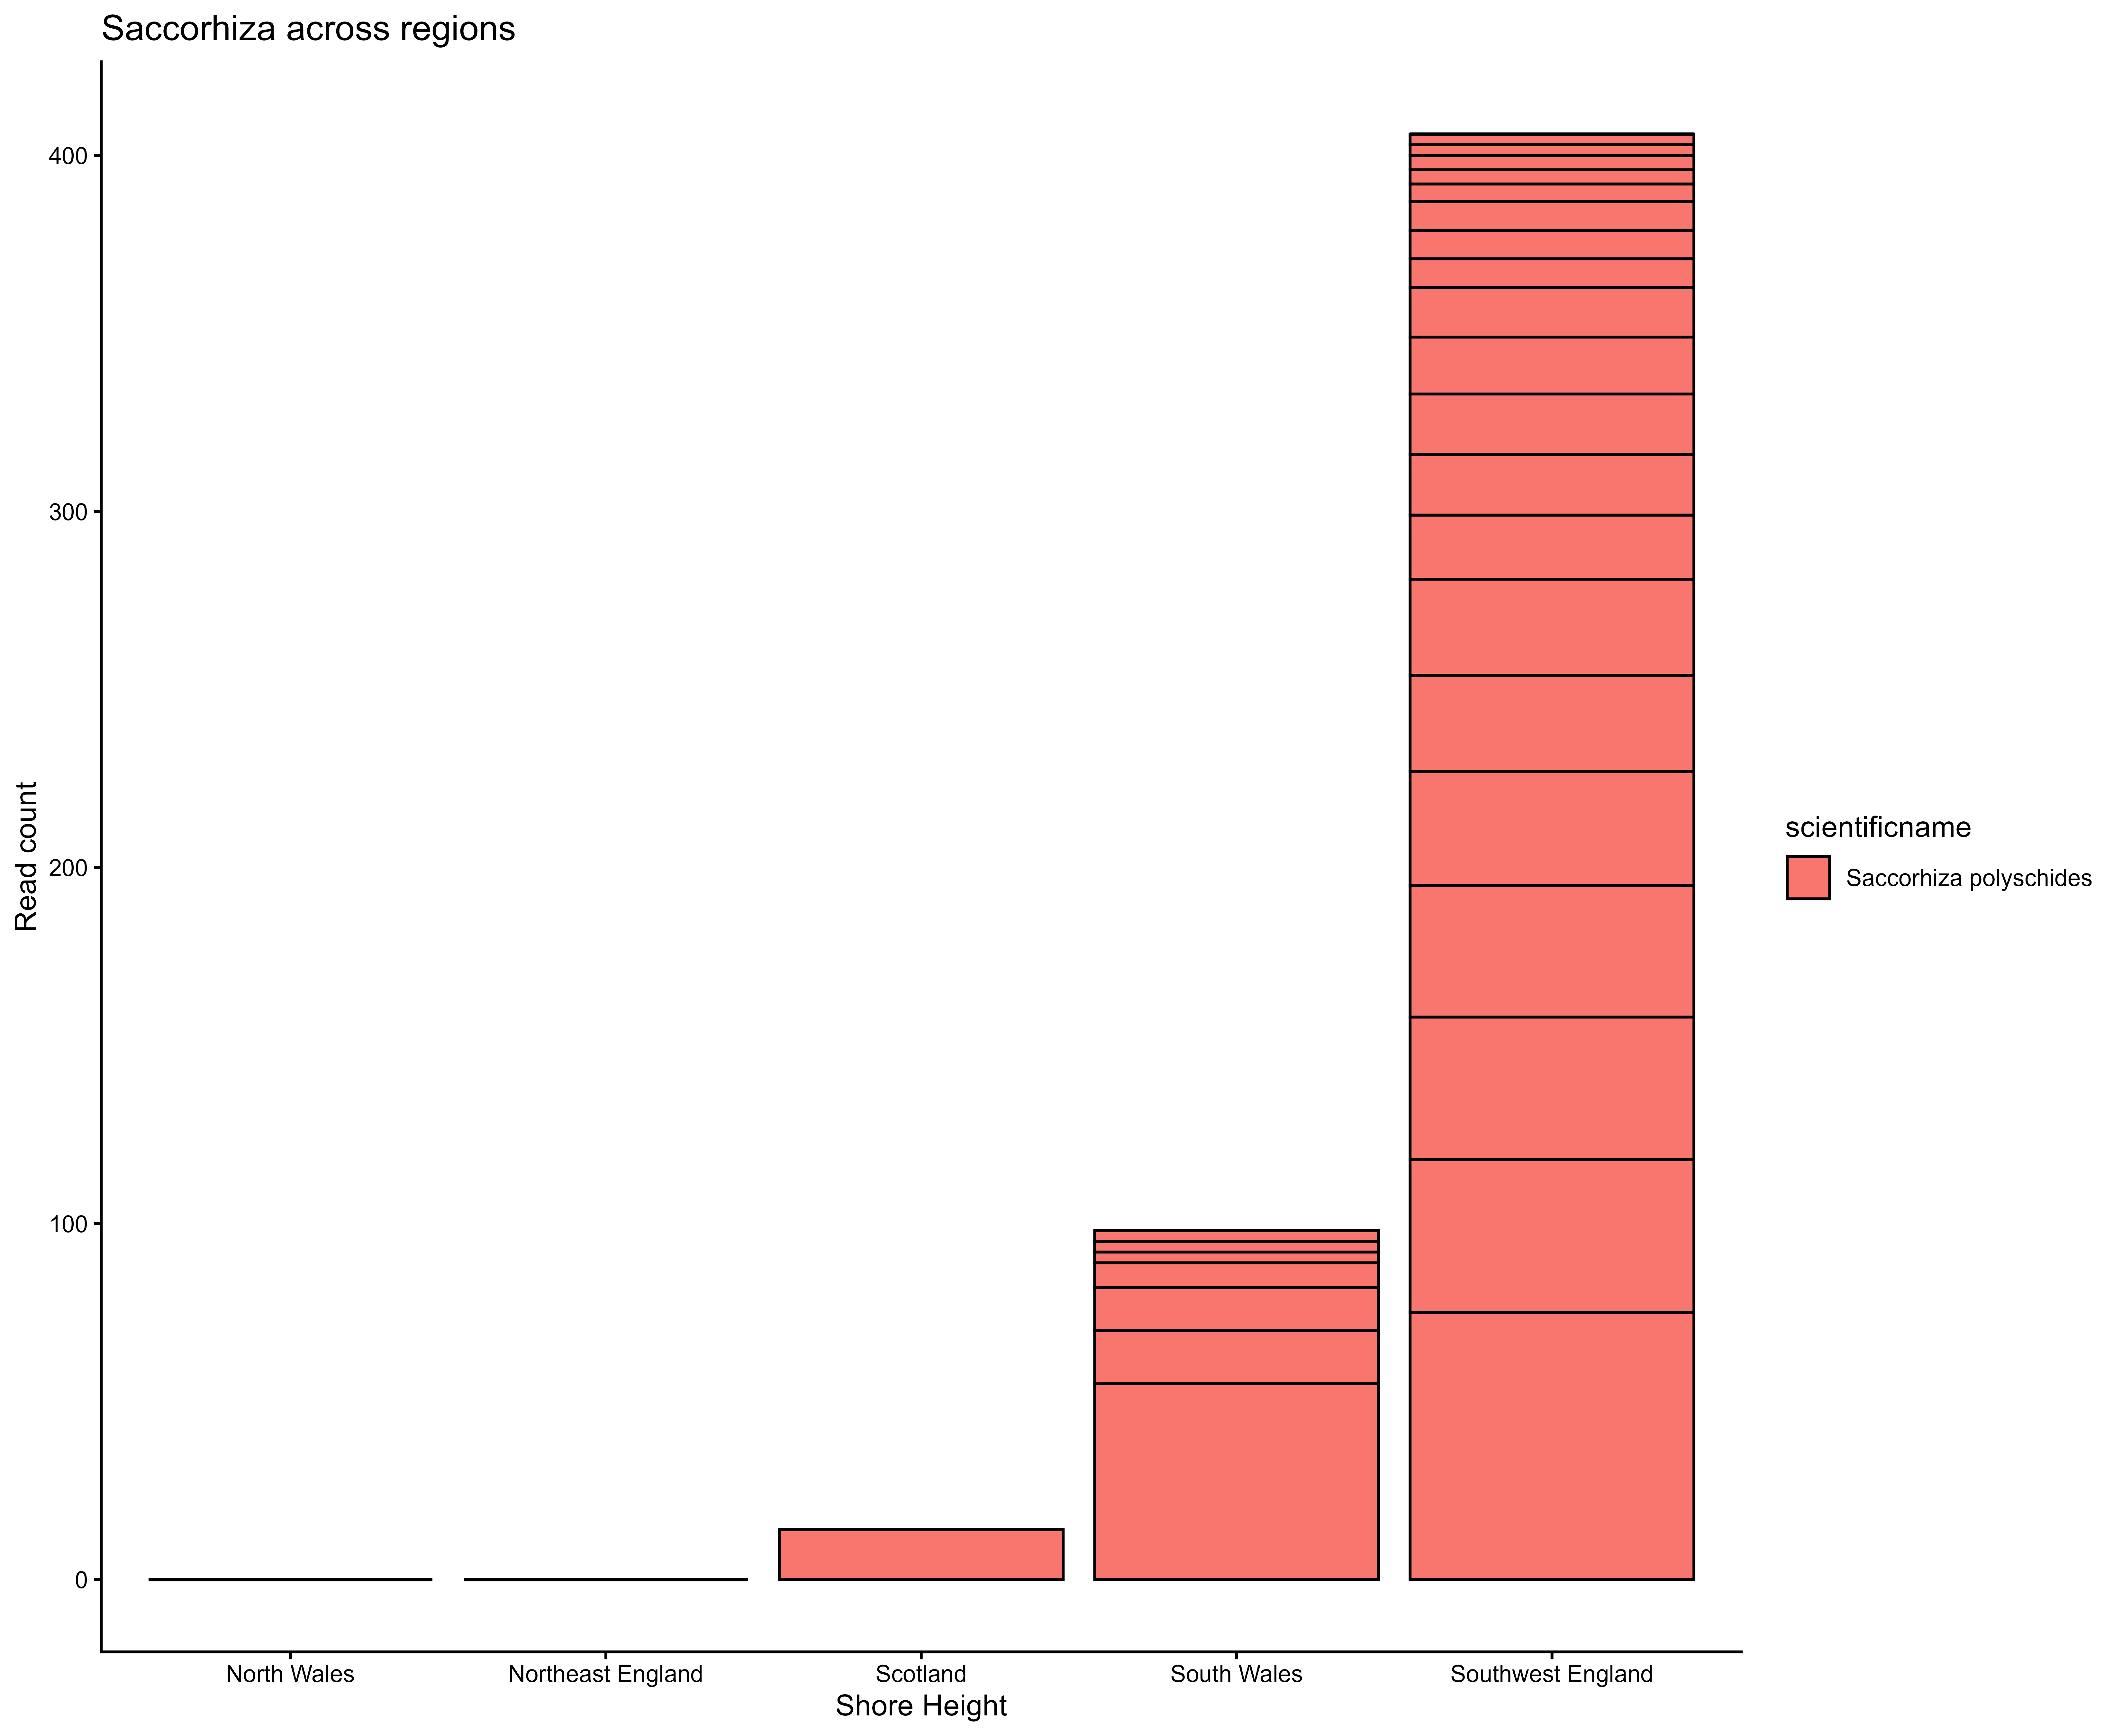 Saccorhiza across regions
Read count
400
300
200
100
0
North Wales
Northeast England
Scotland
South Wales
Southwest England
Shore Height
scientificname
Saccorhiza polyschides